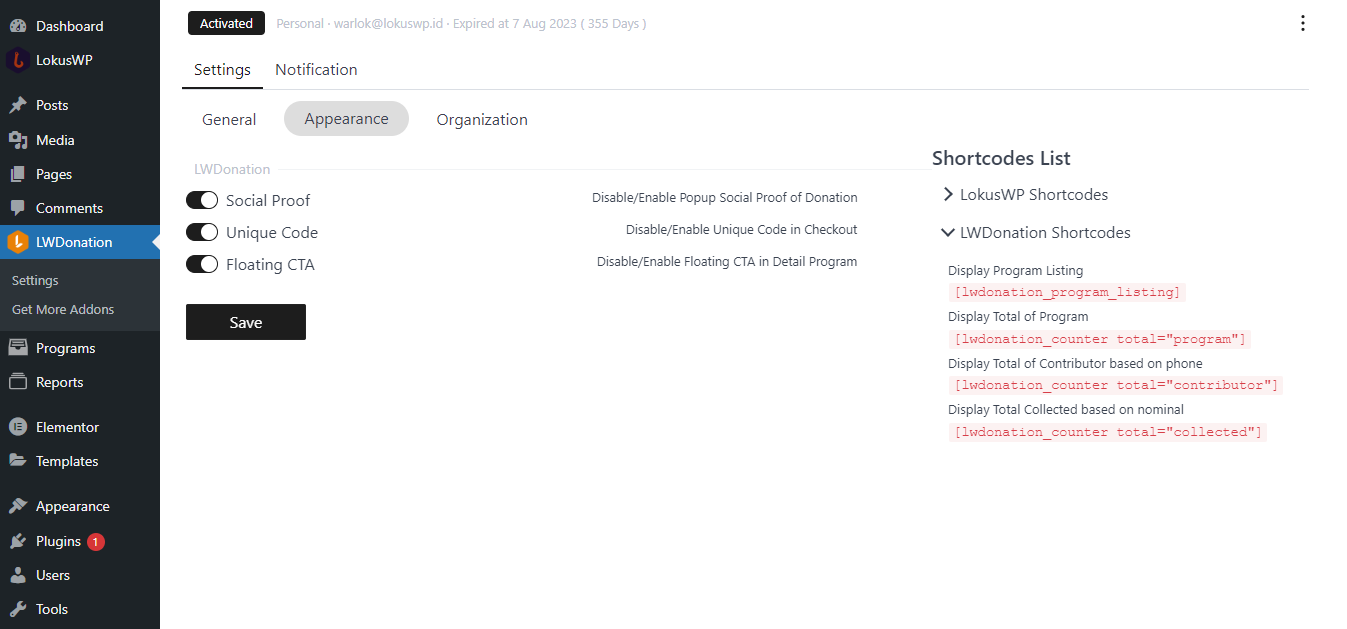 Dashboard
LokusWP
Posts
Media
Pages
Comments
LWDonation
Settings
Get More Addons
Programs
Reports
Elementor
Templates
Appearance
Plugins 1
Users
Tools
Activated Personal · warlok@lokuswp.id · Expired at 7 Aug 2023 ( 355 Days )
Settings Notification
General Appearance Organization
LWDonation
Social Proof Disable/Enable Popup Social Proof of Donation
Unique Code Disable/Enable Unique Code in Checkout
Floating CTA Disable/Enable Floating CTA in Detail Program
Save
Shortcodes List
LokusWP Shortcodes
LWDonation Shortcodes
Display Program Listing
[lwdonation_program_listing]
Display Total of Program
[lwdonation_counter total="program"]
Display Total of Contributor based on phone
[lwdonation_counter total="contributor"]
Display Total Collected based on nominal
[lwdonation_counter total="collected"]